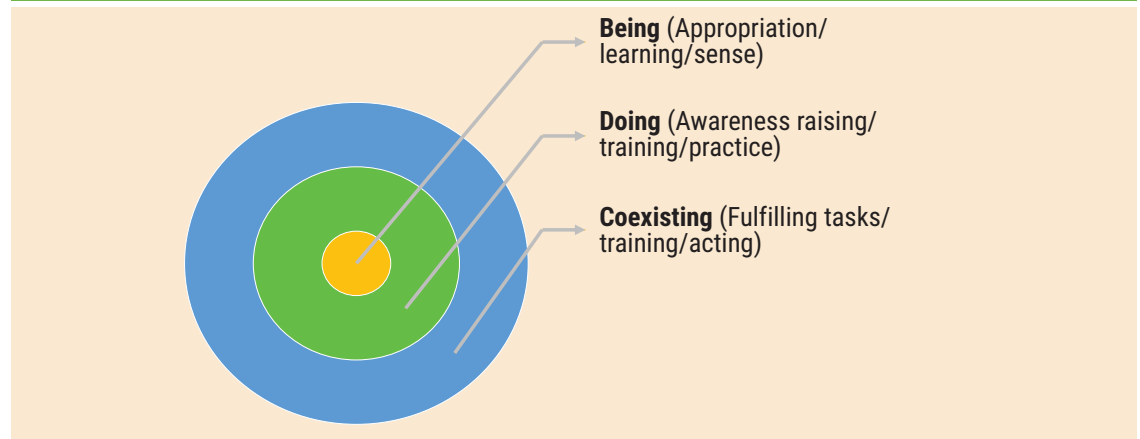 Being (Appropriation/
learning/sense)
Doing (Awareness raising/
training/practice)
Coexisting (Fulfilling tasks/
training/acting)